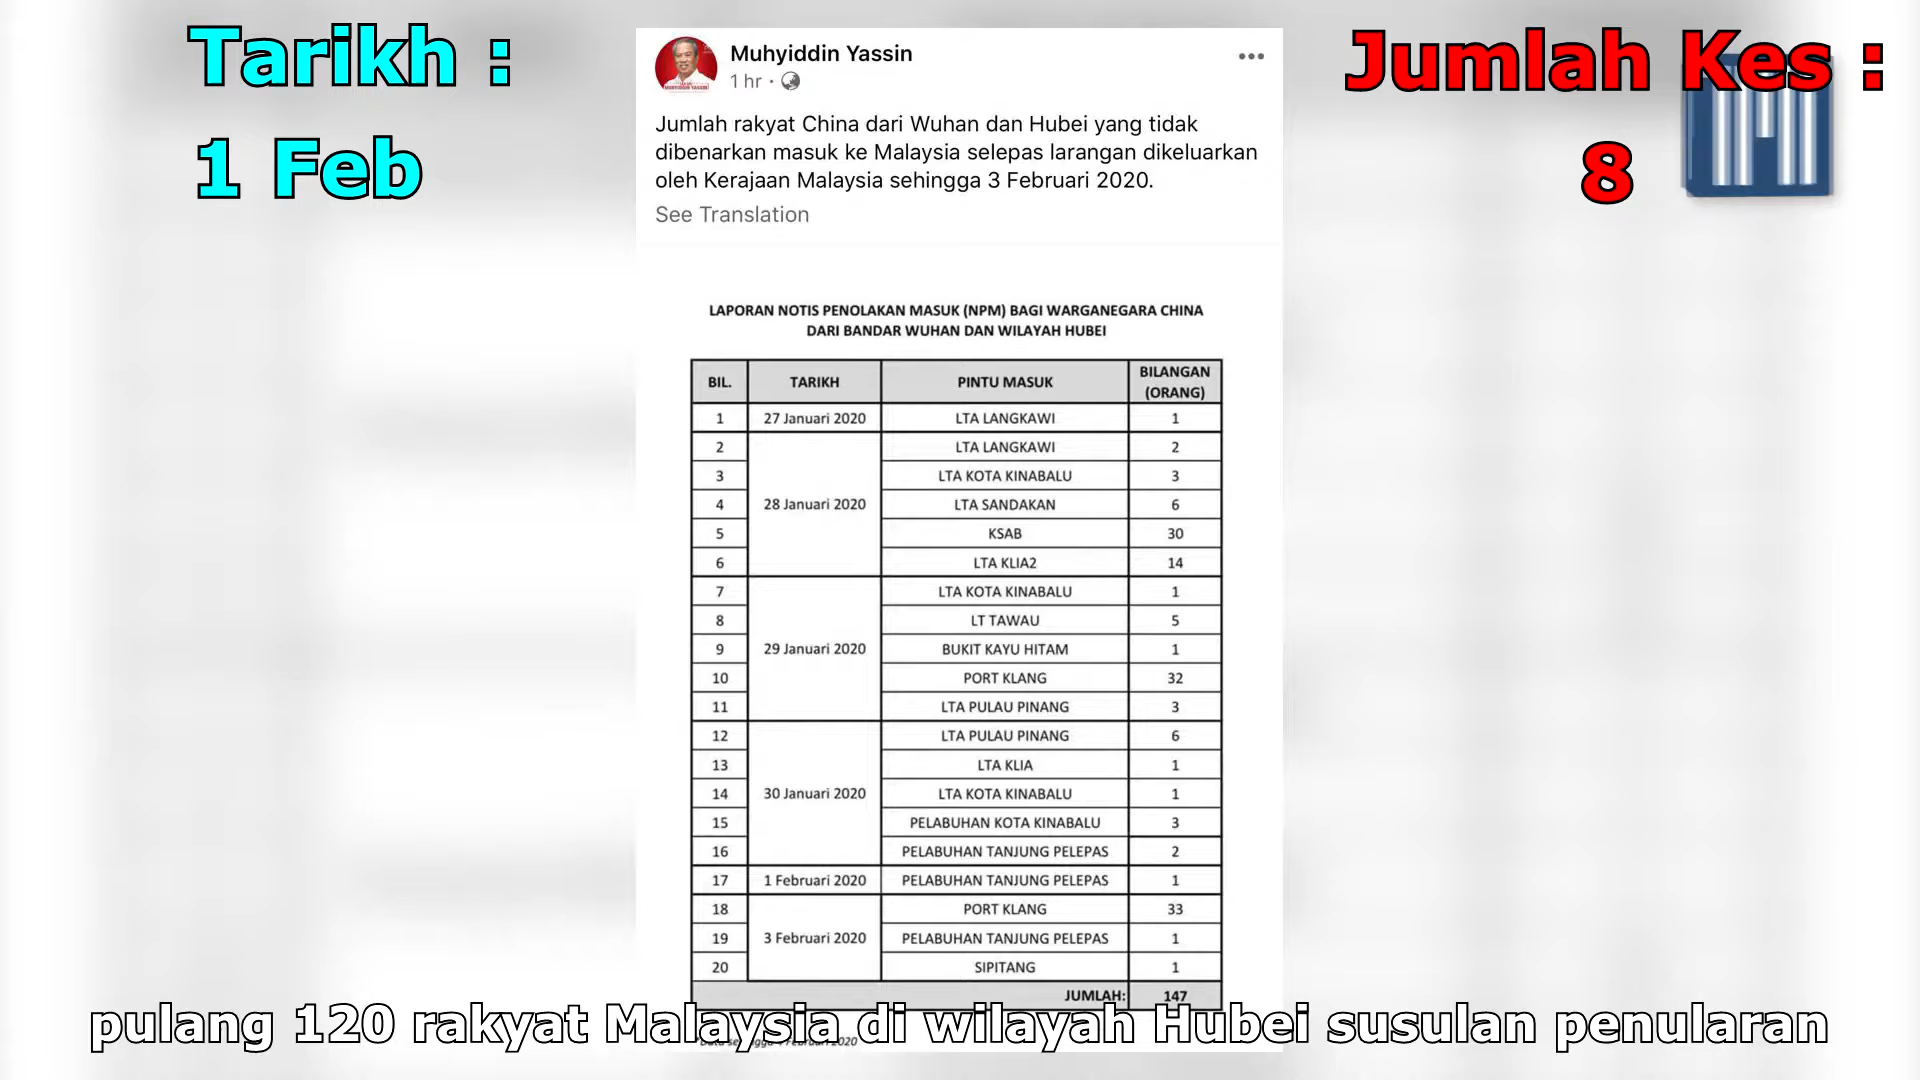 Tarikh :
1 Feb
Muhyiddin Yassin
1 hr ·
Jumlah rakyat China dari Wuhan dan Hubei yang tidak
dibenarkan masuk ke Malaysia selepas larangan dikeluarkan
oleh Kerajaan Malaysia sehingga 3 Februari 2020.
See Translation
Jumlah Kes :
8
LAPORAN NOTIS PENOLAKAN MASUK (NPM) BAGI WARGANEGARA CHINA
DARI BANDAR WUHAN DAN WILAYAH HUBEI
BIL. TARIKH PINTU MASUK BILANGAN (ORANG)
1 27 Januari 2020 LTA LANGKAWI 1
2 LTA LANGKAWI 2
3 LTA KOTA KINABALU 3
4 28 Januari 2020 LTA SANDAKAN 6
5 KSAB 30
6 LTA KLIA2 14
7 LTA KOTA KINABALU 1
8 LT TAWAU 5
9 29 Januari 2020 BUKIT KAYU HITAM 1
10 PORT KLANG 32
11 LTA PULAU PINANG 3
12 LTA PULAU PINANG 6
13 LTA KLIA 1
14 30 Januari 2020 LTA KOTA KINABALU 1
15 PELABUHAN KOTA KINABALU 3
16 PELABUHAN TANJUNG PELEPAS 2
17 1 Februari 2020 PELABUHAN TANJUNG PELEPAS 1
18 PORT KLANG 33
19 3 Februari 2020 PELABUHAN TANJUNG PELEPAS 1
20 SIPITANG 1
JUMLAH: 147
pulang 120 rakyat Malaysia di wilayah Hubei susulan penularan
2020